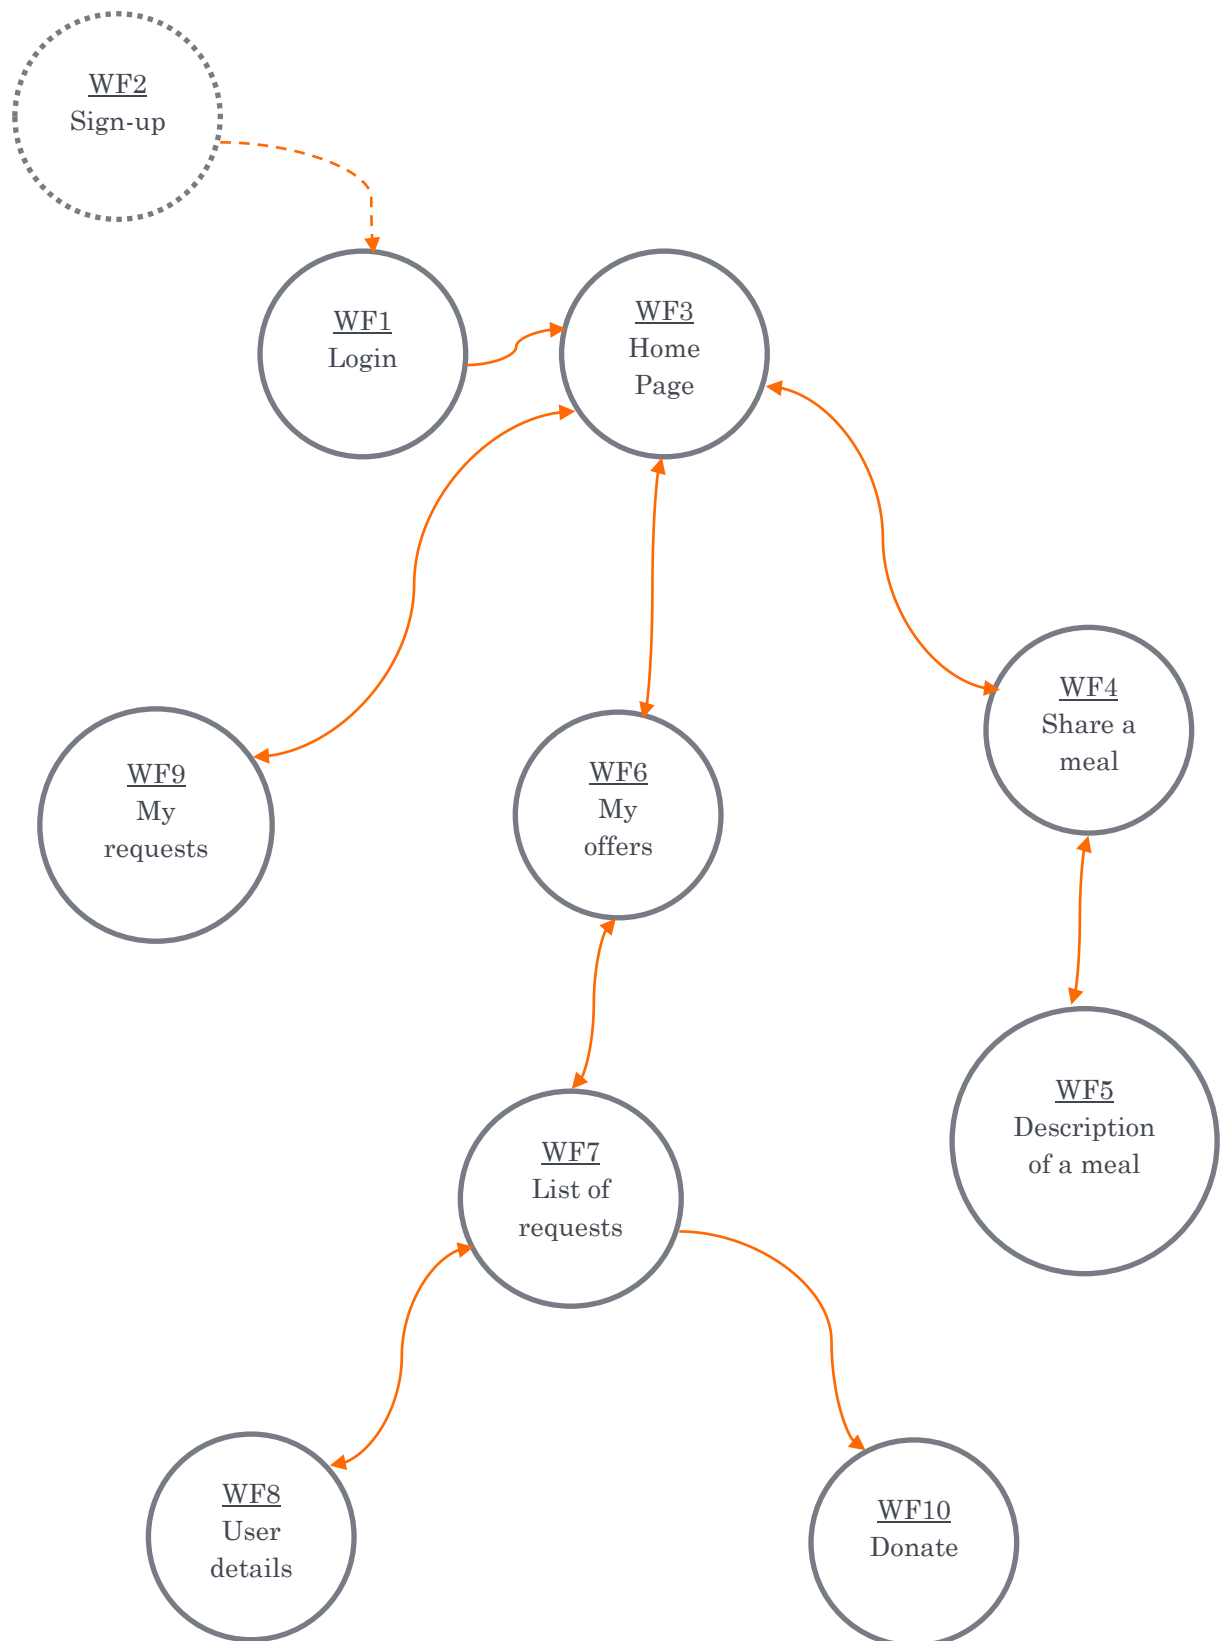 WF2
Sign-up
WF1
Login
WF3
Home
Page
WF4
Share a
meal
WF9
My
requests
WF6
My
offers
WF5
Description
of a meal
WF7
List of
requests
WF8
User
details
WF10
Donate